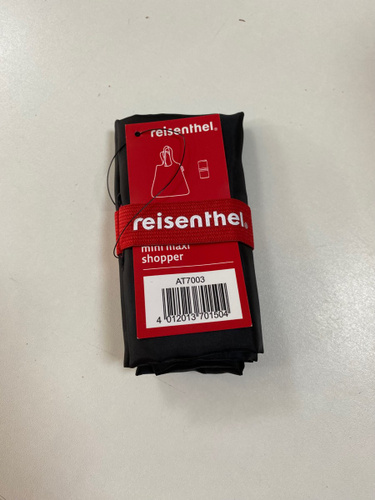 reisenthel®
reisenthel®
mini maxi
shopper
AT7003
4 012013 701504